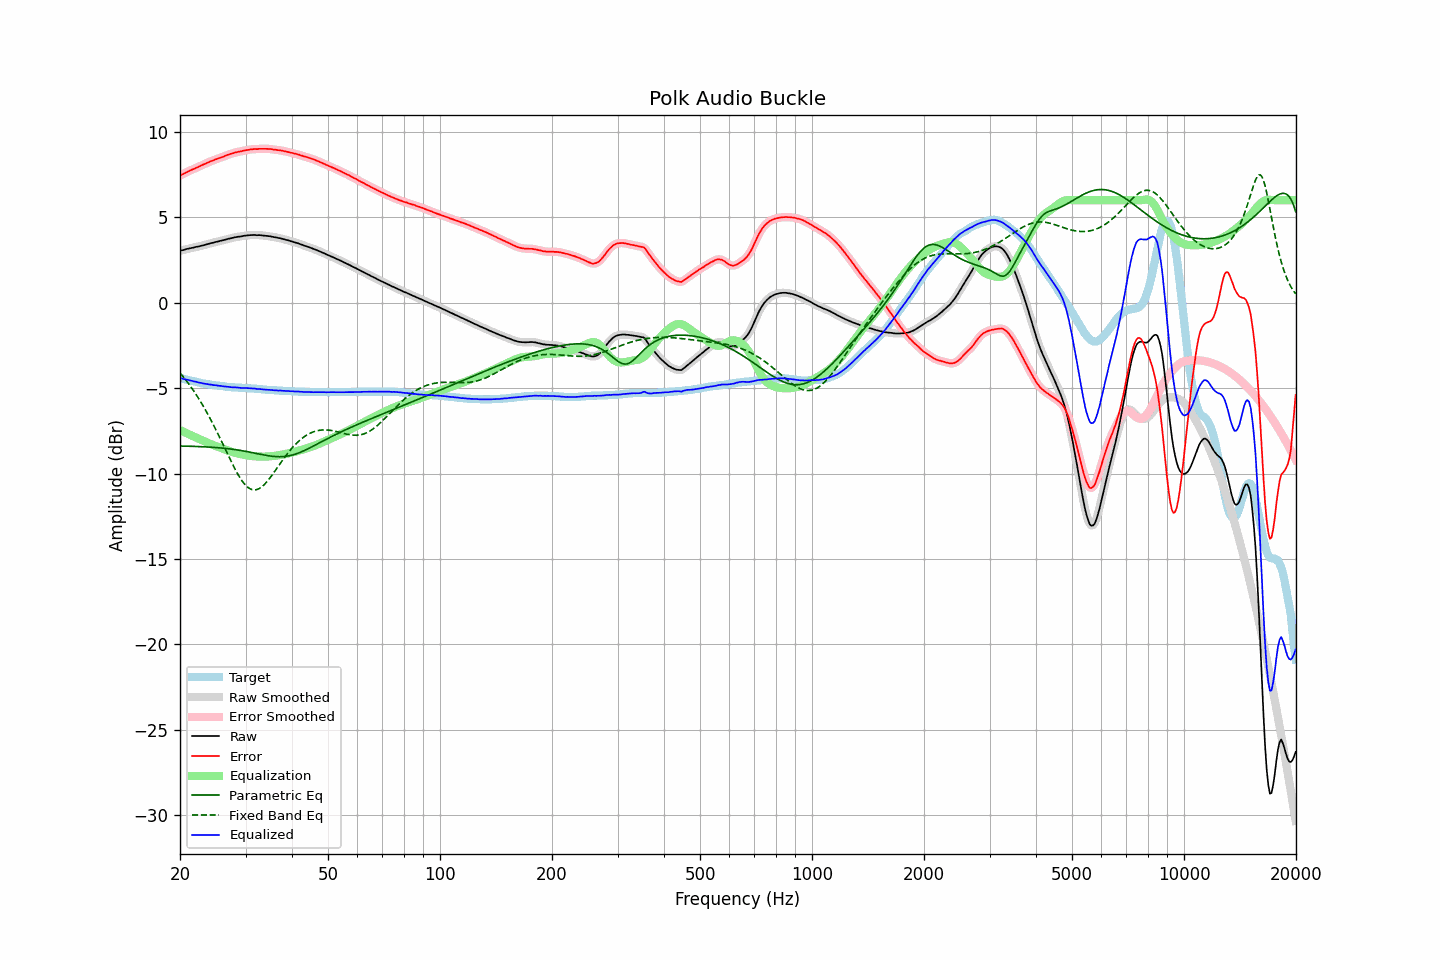 Polk Audio Buckle
Amplitude (dBr)
10
5
0
−5
−10
−15
−20
−25
−30
Target
Raw Smoothed
Error Smoothed
Raw
Error
Equalization
Parametric Eq
Fixed Band Eq
Equalized
20 50 100 200 500 1000 2000 5000 10000 20000
Frequency (Hz)